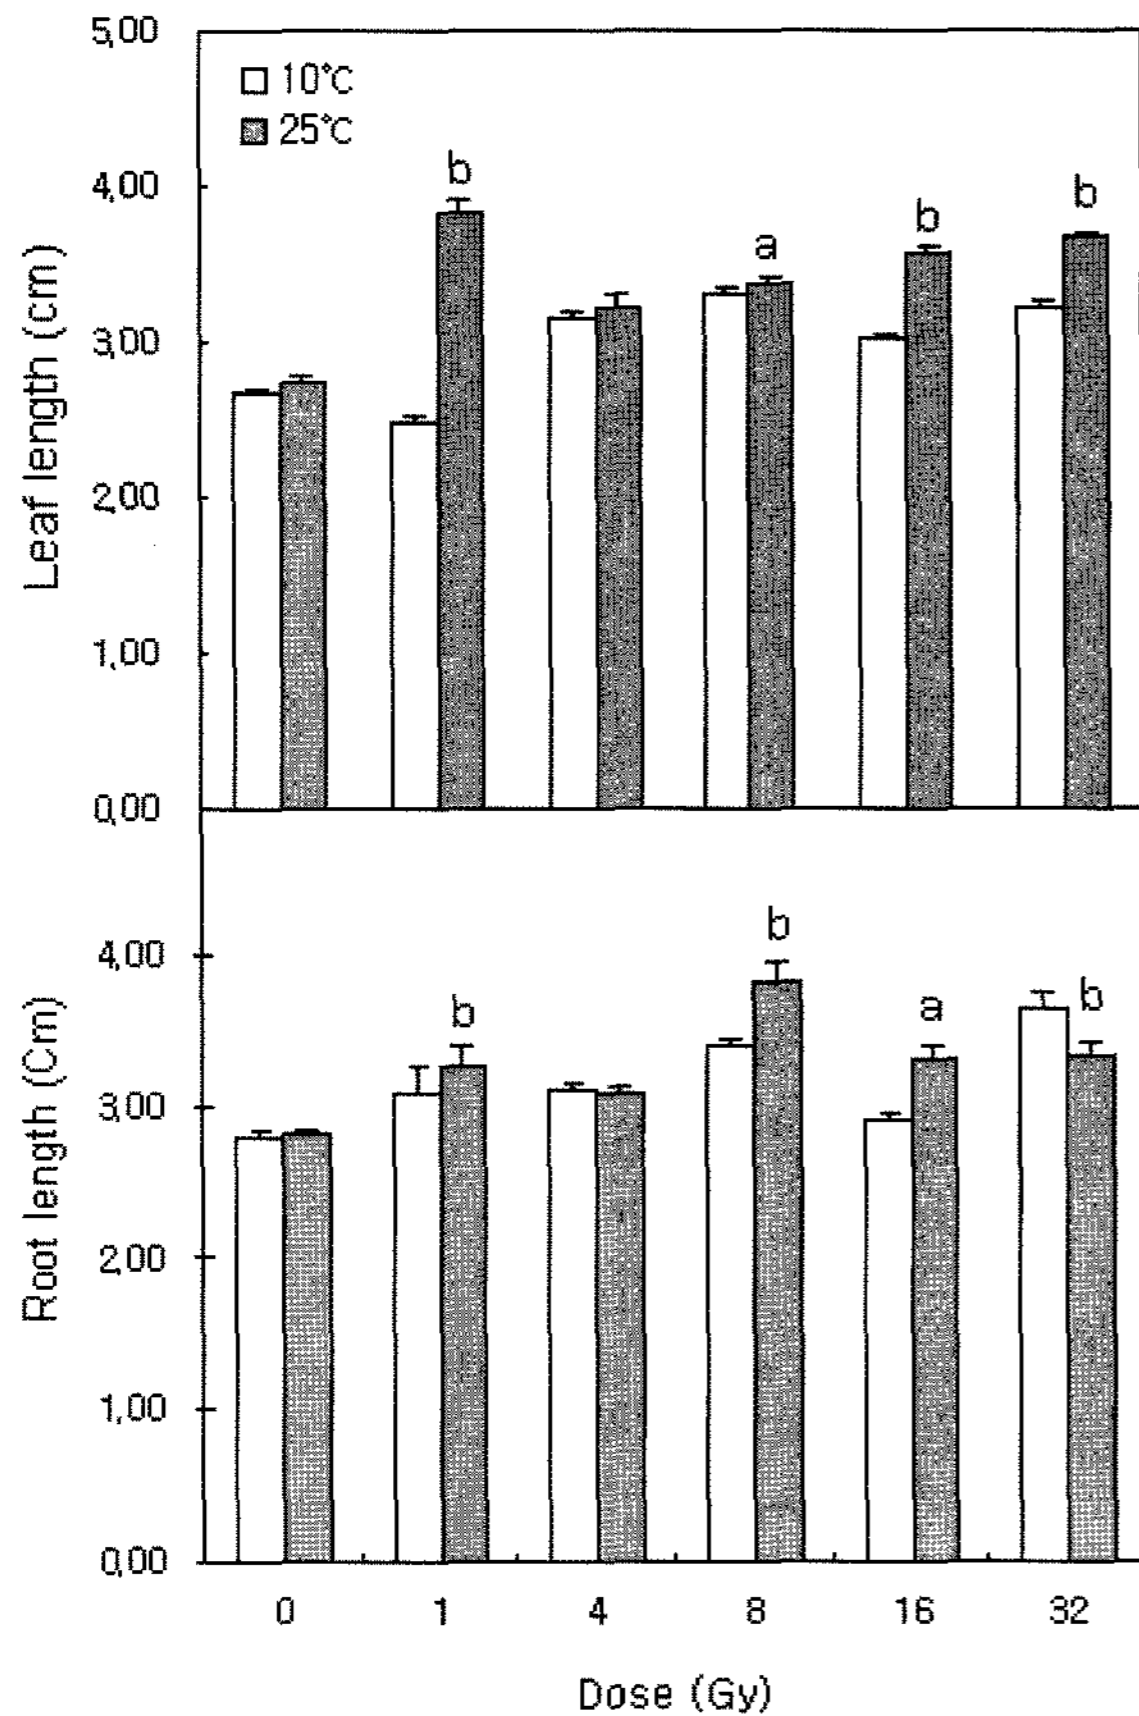 5,00
10℃
25℃
b
4,00
b
b
a
3,00
2,00
1,00
0,00
Leaf length (cm)
b
4,00
b
a
b
3,00
2,00
1,00
0,00
Root length (Cm)
0 1 4 8 16 32
Dose (Gy)